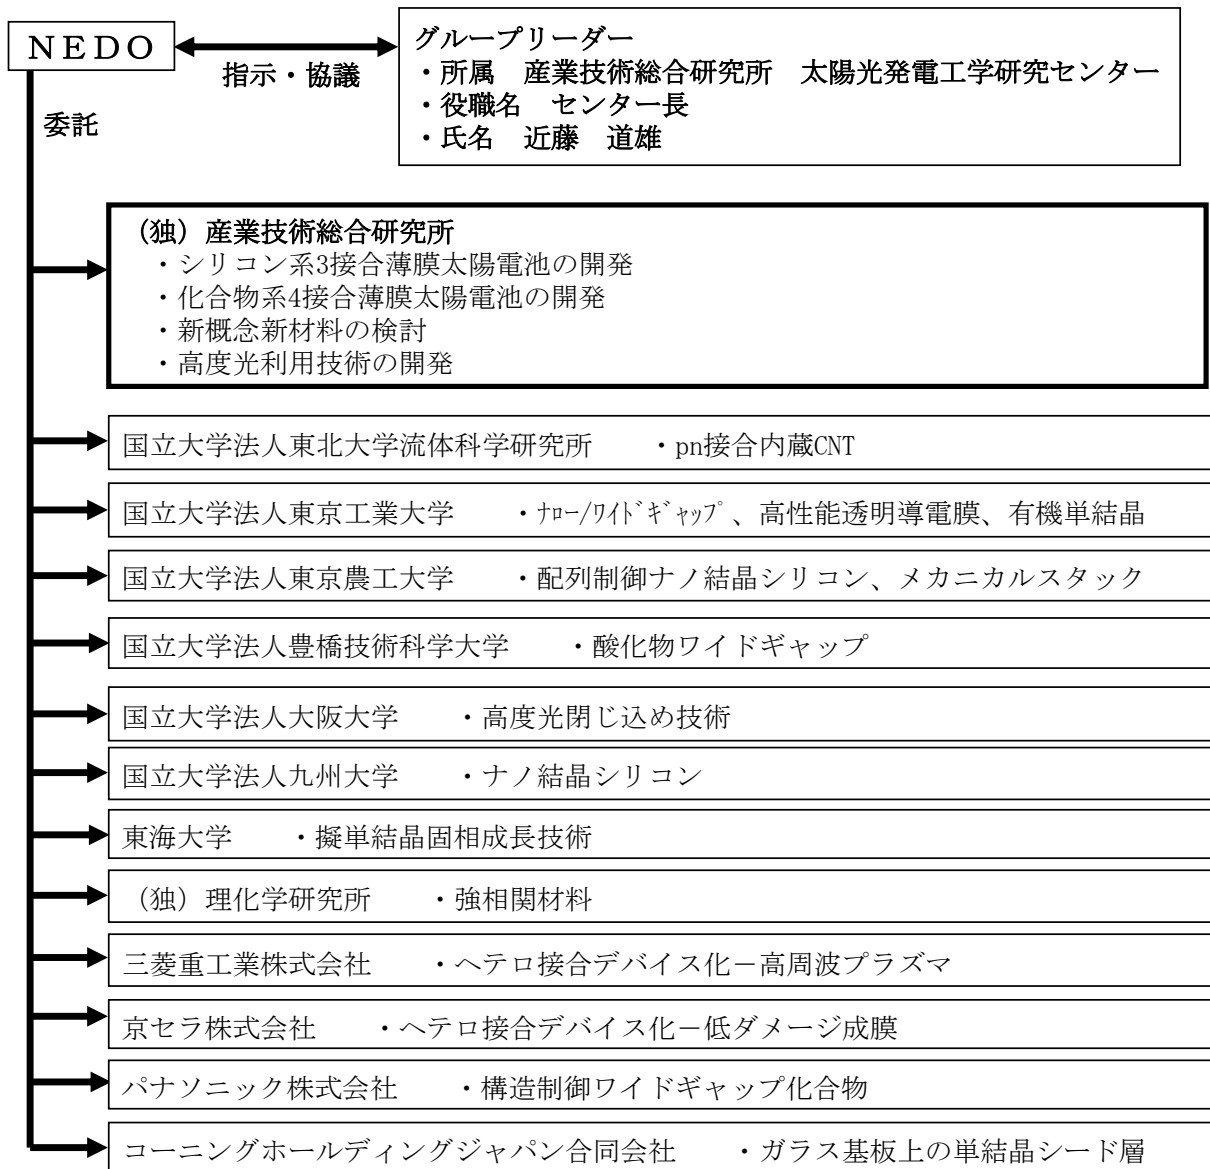 NEDO
指示・協議
委託
グループリーダー
・所属　産業技術総合研究所　太陽光発電工学研究センター
・役職名　センター長
・氏名　近藤　道雄
（独）産業技術総合研究所
・シリコン系3接合薄膜太陽電池の開発
・化合物系4接合薄膜太陽電池の開発
・新概念新材料の検討
・高度光利用技術の開発
国立大学法人東北大学流体科学研究所　　・pn接合内蔵CNT
国立大学法人東京工業大学　　・ﾅﾛｰ/ﾜｲﾄﾞｷﾞｬｯﾌﾟ、高性能透明導電膜、有機単結晶
国立大学法人東京農工大学　　・配列制御ナノ結晶シリコン、メカニカルスタック
国立大学法人豊橋技術科学大学　　・酸化物ワイドギャップ
国立大学法人大阪大学　　・高度光閉じ込め技術
国立大学法人九州大学　　・ナノ結晶シリコン
東海大学　　・擬単結晶固相成長技術
（独）理化学研究所　　・強相関材料
三菱重工業株式会社　　・ヘテロ接合デバイス化－高周波プラズマ
京セラ株式会社　　・ヘテロ接合デバイス化－低ダメージ成膜
パナソニック株式会社　　・構造制御ワイドギャップ化合物
コーニングホールディングジャパン合同会社　　・ガラス基板上の単結晶シード層